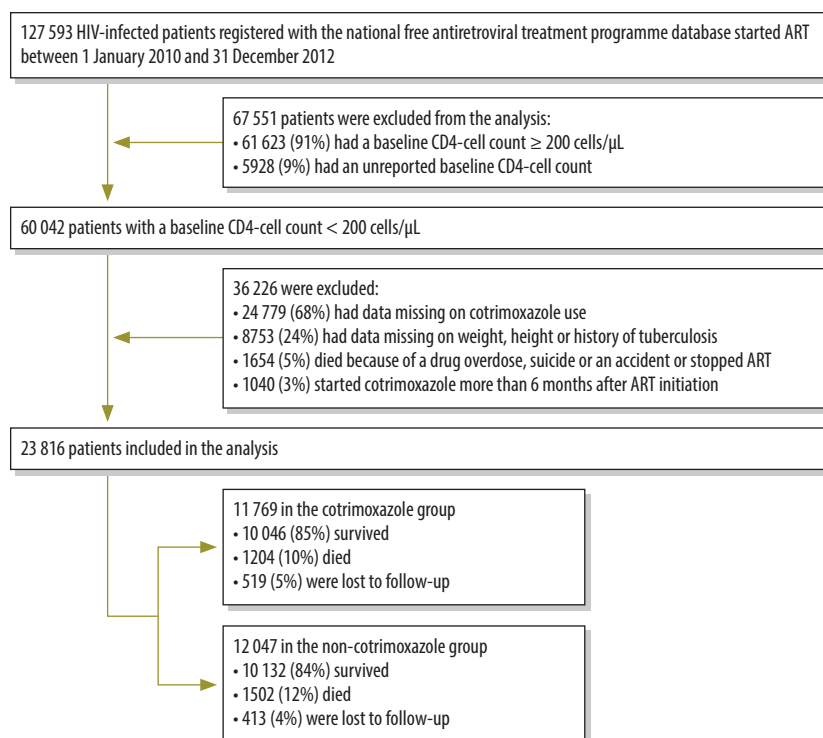 127 593 HIV-infected patients registered with the national free antiretroviral treatment programme database started ART
between 1 January 2010 and 31 December 2012
67 551 patients were excluded from the analysis:
• 61 623 (91%) had a baseline CD4-cell count ≥ 200 cells/µL
• 5928 (9%) had an unreported baseline CD4-cell count
60 042 patients with a baseline CD4-cell count < 200 cells/µL
36 226 were excluded:
• 24 779 (68%) had data missing on cotrimoxazole use
• 8753 (24%) had data missing on weight, height or history of tuberculosis
• 1654 (5%) died because of a drug overdose, suicide or an accident or stopped ART
• 1040 (3%) started cotrimoxazole more than 6 months after ART initiation
23 816 patients included in the analysis
11 769 in the cotrimoxazole group
• 10 046 (85%) survived
• 1204 (10%) died
• 519 (5%) were lost to follow-up
12 047 in the non-cotrimoxazole group
• 10 132 (84%) survived
• 1502 (12%) died
• 413 (4%) were lost to follow-up